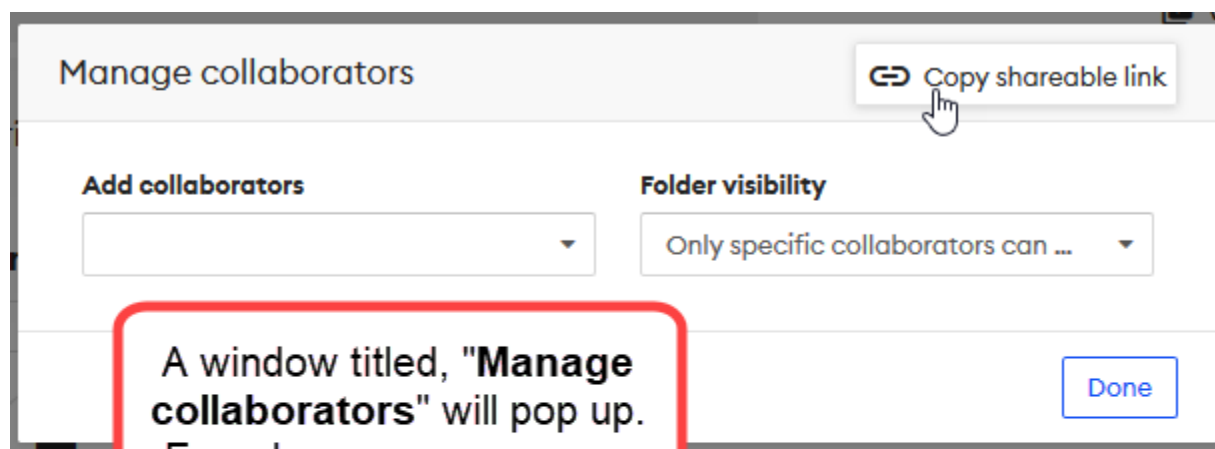 Manage collaborators
Copy shareable link
Add collaborators
Folder visibility
Only specific collaborators can ...
A window titled, "Manage
collaborators" will pop up.
Done